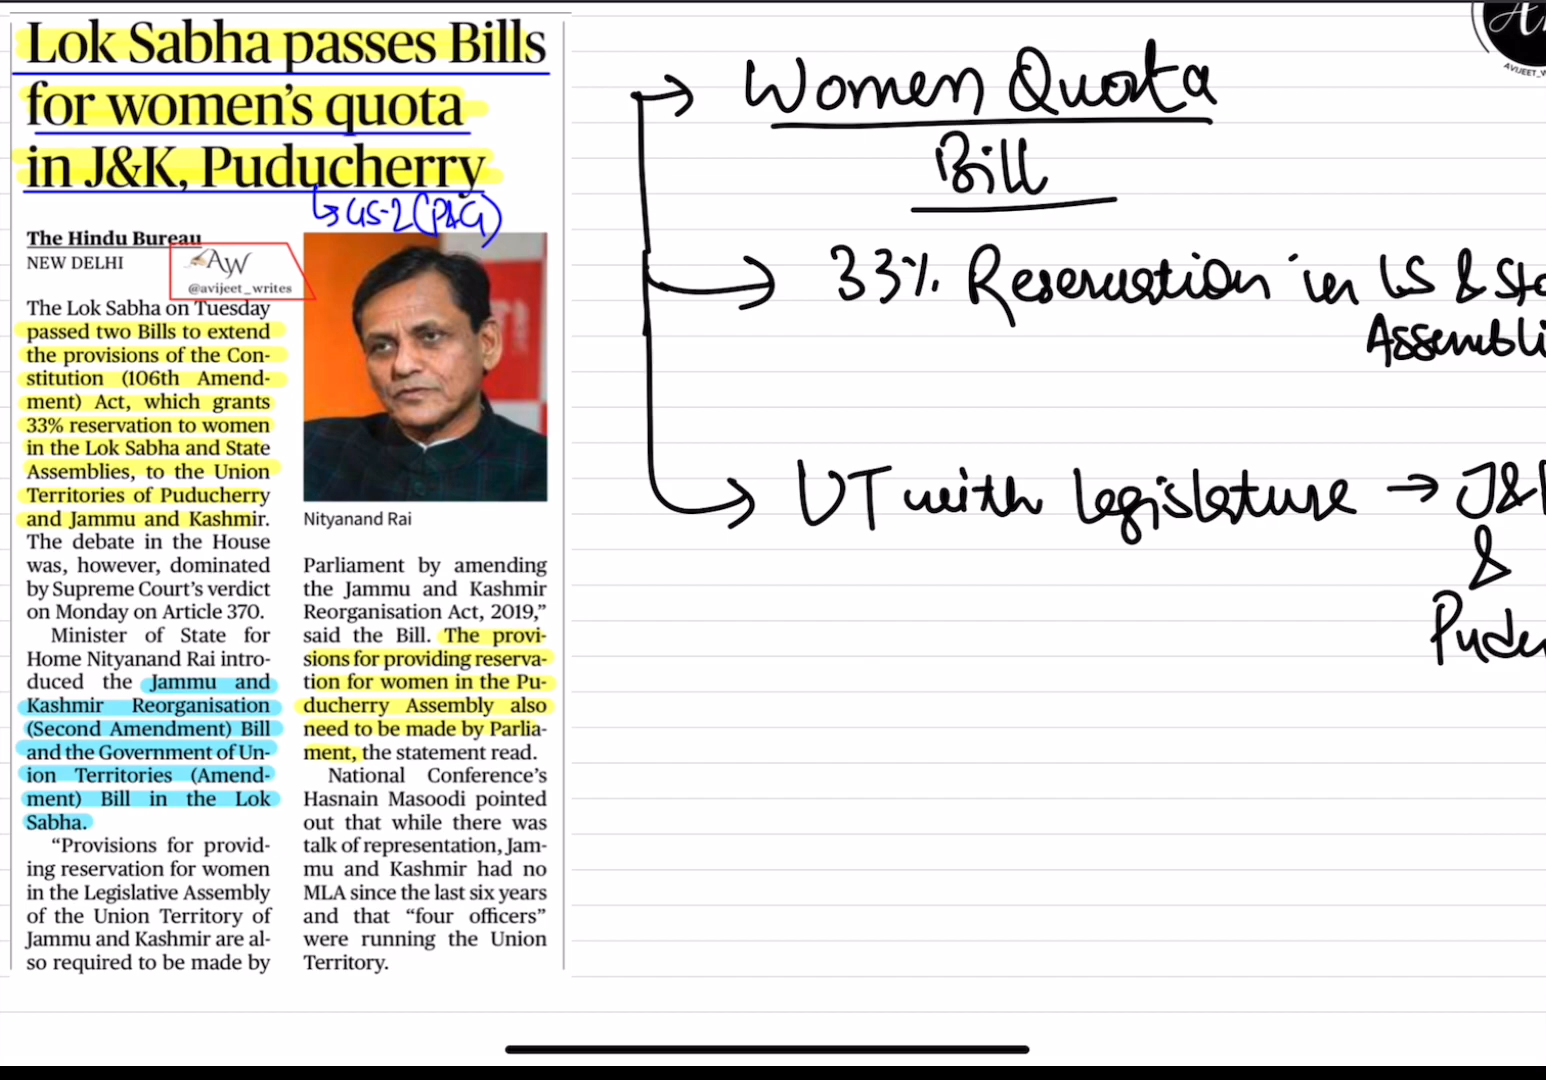 Lok Sabha passes Bills
for women's quota
in J&K, Puducherry
↳ GS-2 (P&G)
The Hindu Bureau
NEW DELHI
AW
@avijeet_writes
The Lok Sabha on Tuesday
passed two Bills to extend
the provisions of the Con-
stitution (106th Amend-
ment) Act, which grants
33% reservation to women
in the Lok Sabha and State
Assemblies, to the Union
Territories of Puducherry
and Jammu and Kashmir.
The debate in the House
was, however, dominated
by Supreme Court's verdict
on Monday on Article 370.
Minister of State for
Home Nityanand Rai intro-
duced the Jammu and
Kashmir Reorganisation
(Second Amendment) Bill
and the Government of Un-
ion Territories (Amend-
ment) Bill in the Lok
Sabha.
“Provisions for provid-
ing reservation for women
in the Legislative Assembly
of the Union Territory of
Jammu and Kashmir are al-
so required to be made by
Nityanand Rai
Parliament by amending
the Jammu and Kashmir
Reorganisation Act, 2019,”
said the Bill. The provi-
sions for providing reserva-
tion for women in the Pu-
ducherry Assembly also
need to be made by Parlia-
ment, the statement read.
National Conference's
Hasnain Masoodi pointed
out that while there was
talk of representation, Jam-
mu and Kashmir had no
MLA since the last six years
and that “four officers”
were running the Union
Territory.
→ Women Quota
Bill
→ 33% Reservation in LS &
→ UT with Legislature →
&